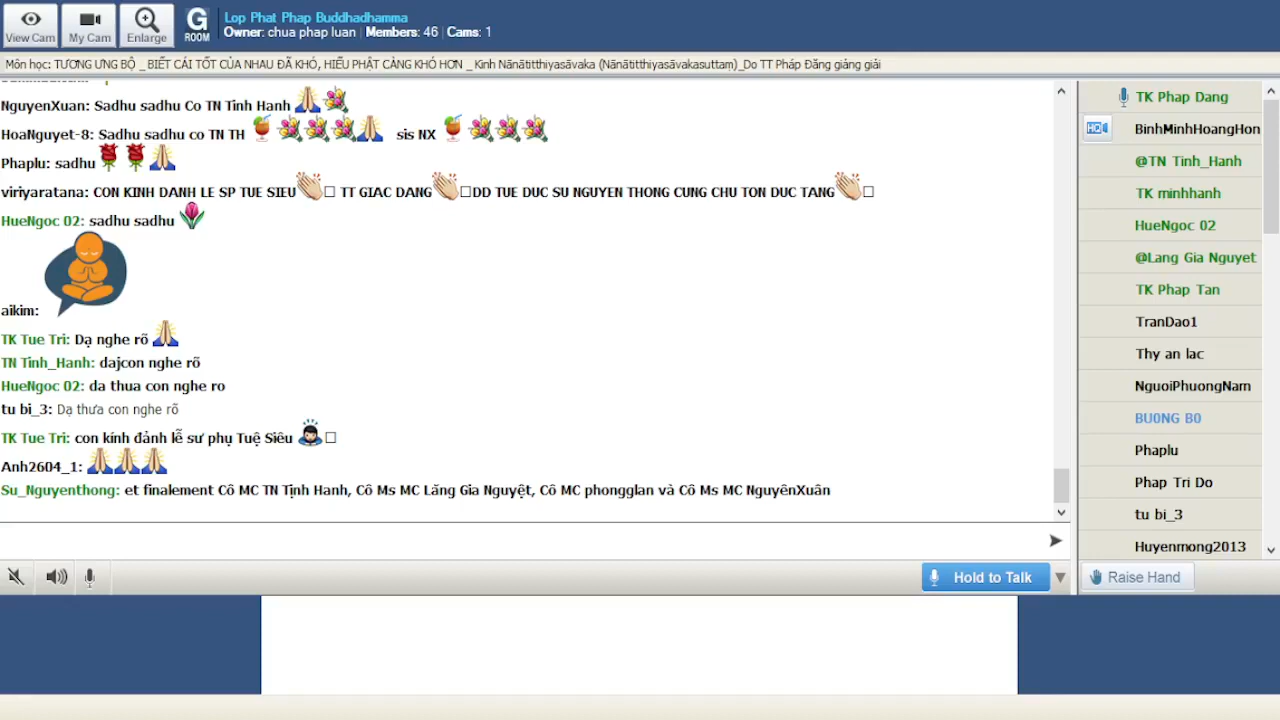 View Cam
My Cam
Enlarge
G
ROOM
Lop Phat Phap Buddhadhamma
Owner: chua phap luan | Members: 46 | Cams: 1
Môn học: TƯƠNG ƯNG BỘ _ BIẾT CÁI TỐT CỦA NHAU ĐÃ KHÓ, HIỂU PHẬT CÀNG KHÓ HƠN _ Kinh Nānātitthiyasāvaka (Nānātitthiyasāvakasuttaṃ)_Do TT Pháp Đăng giảng giải
NguyenXuan: Sadhu sadhu Co TN Tinh Hanh
HoaNguyet-8: Sadhu sadhu co TN TH sis NX
Phaplu: sadhu
viriyaratana: CON KINH DANH LE SP TUE SIEU TT GIAC DANG DD TUE DUC SU NGUYEN THONG CUNG CHU TON DUC TANG
HueNgoc 02: sadhu sadhu
aikim:
TK Tue Tri: Dạ nghe rõ
TN Tinh_Hanh: dajcon nghe rõ
HueNgoc 02: da thua con nghe ro
tu bi_3: Dạ thưa con nghe rõ
TK Tue Tri: con kính đảnh lễ sư phụ Tuệ Siêu
Anh2604_1:
Su_Nguyenthong: et finalement Cô MC TN Tịnh Hanh, Cô Ms MC Lăng Gia Nguyệt, Cô MC phongglan và Cô Ms MC NguyênXuân
TK Phap Dang
BinhMinhHoangHon
@TN Tinh_Hanh
TK minhhanh
HueNgoc 02
@Lang Gia Nguyet
TK Phap Tan
TranDao1
Thy an lac
NguoiPhuongNam
BU0NG B0
Phaplu
Phap Tri Do
tu bi_3
Huyenmong2013
Hold to Talk
Raise Hand